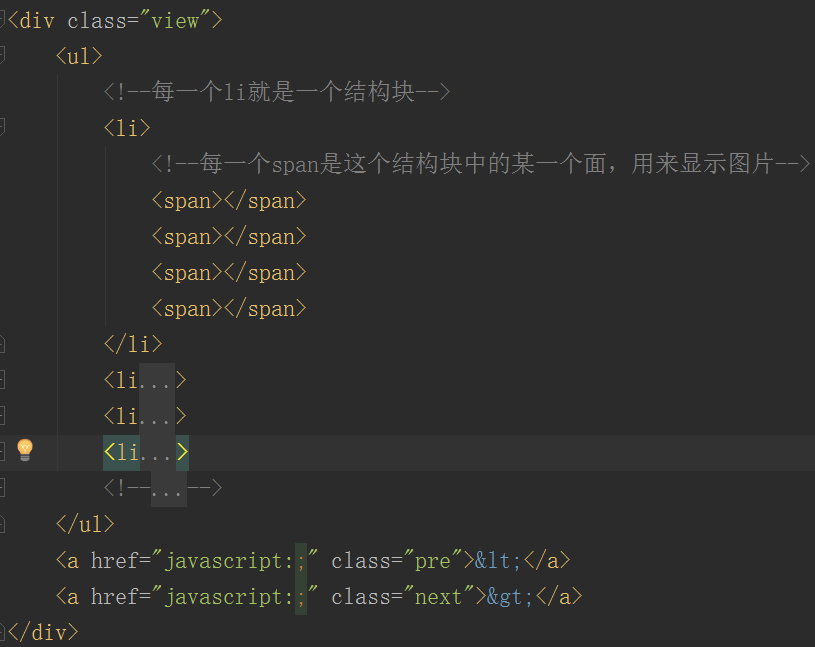 <div class="view">
<ul>
<!--每一个li就是一个结构块-->
<li>
<!--每一个span是这个结构块中的某一个面，用来显示图片-->
<span></span>
<span></span>
<span></span>
<span></span>
</li>
<li...>
<li...>
<li...>
<!--...-->
</ul>
<a href="javascript:;" class="pre">&lt;</a>
<a href="javascript:;" class="next">&gt;</a>
</div>